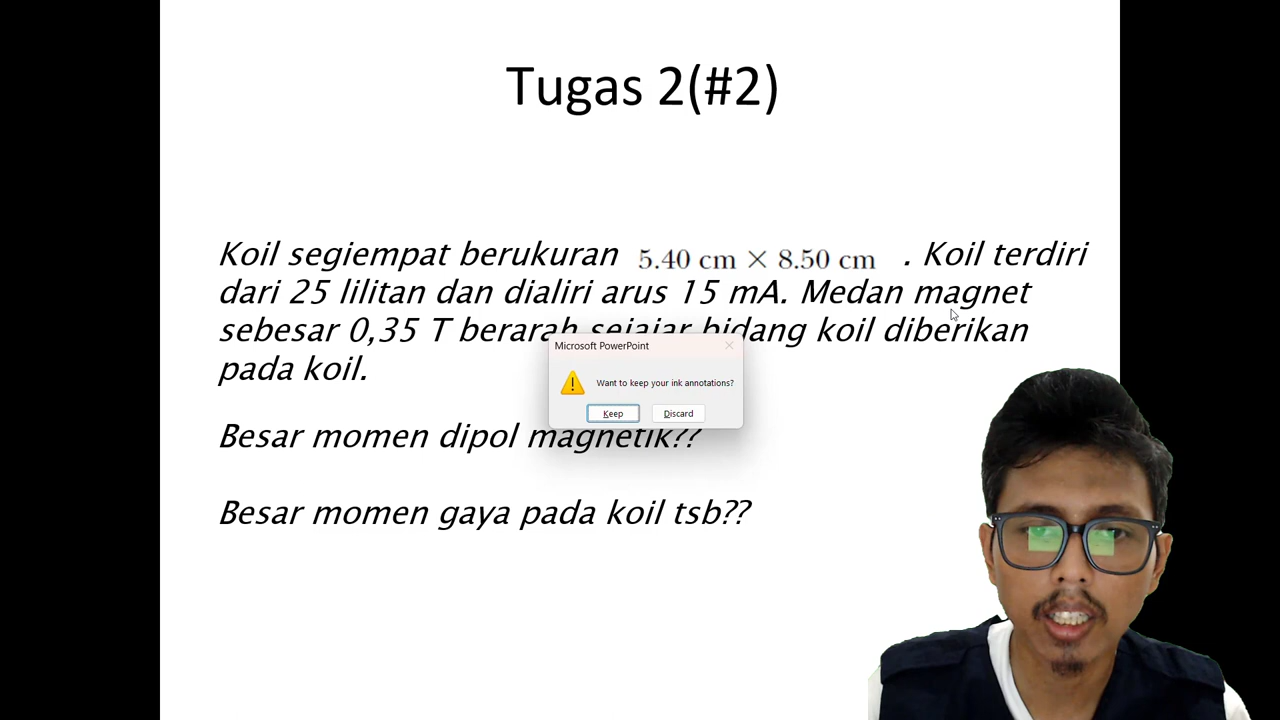 Tugas 2(#2)
Koil segiempat berukuran 5.40 cm × 8.50 cm . Koil terdiri
dari 25 lilitan dan dialiri arus 15 mA. Medan magnet
sebesar 0,35 T berarah sejajar bidang koil diberikan
pada koil.
Microsoft PowerPoint
Want to keep your ink annotations?
Keep Discard
Besar momen dipol magnetik??
Besar momen gaya pada koil tsb??